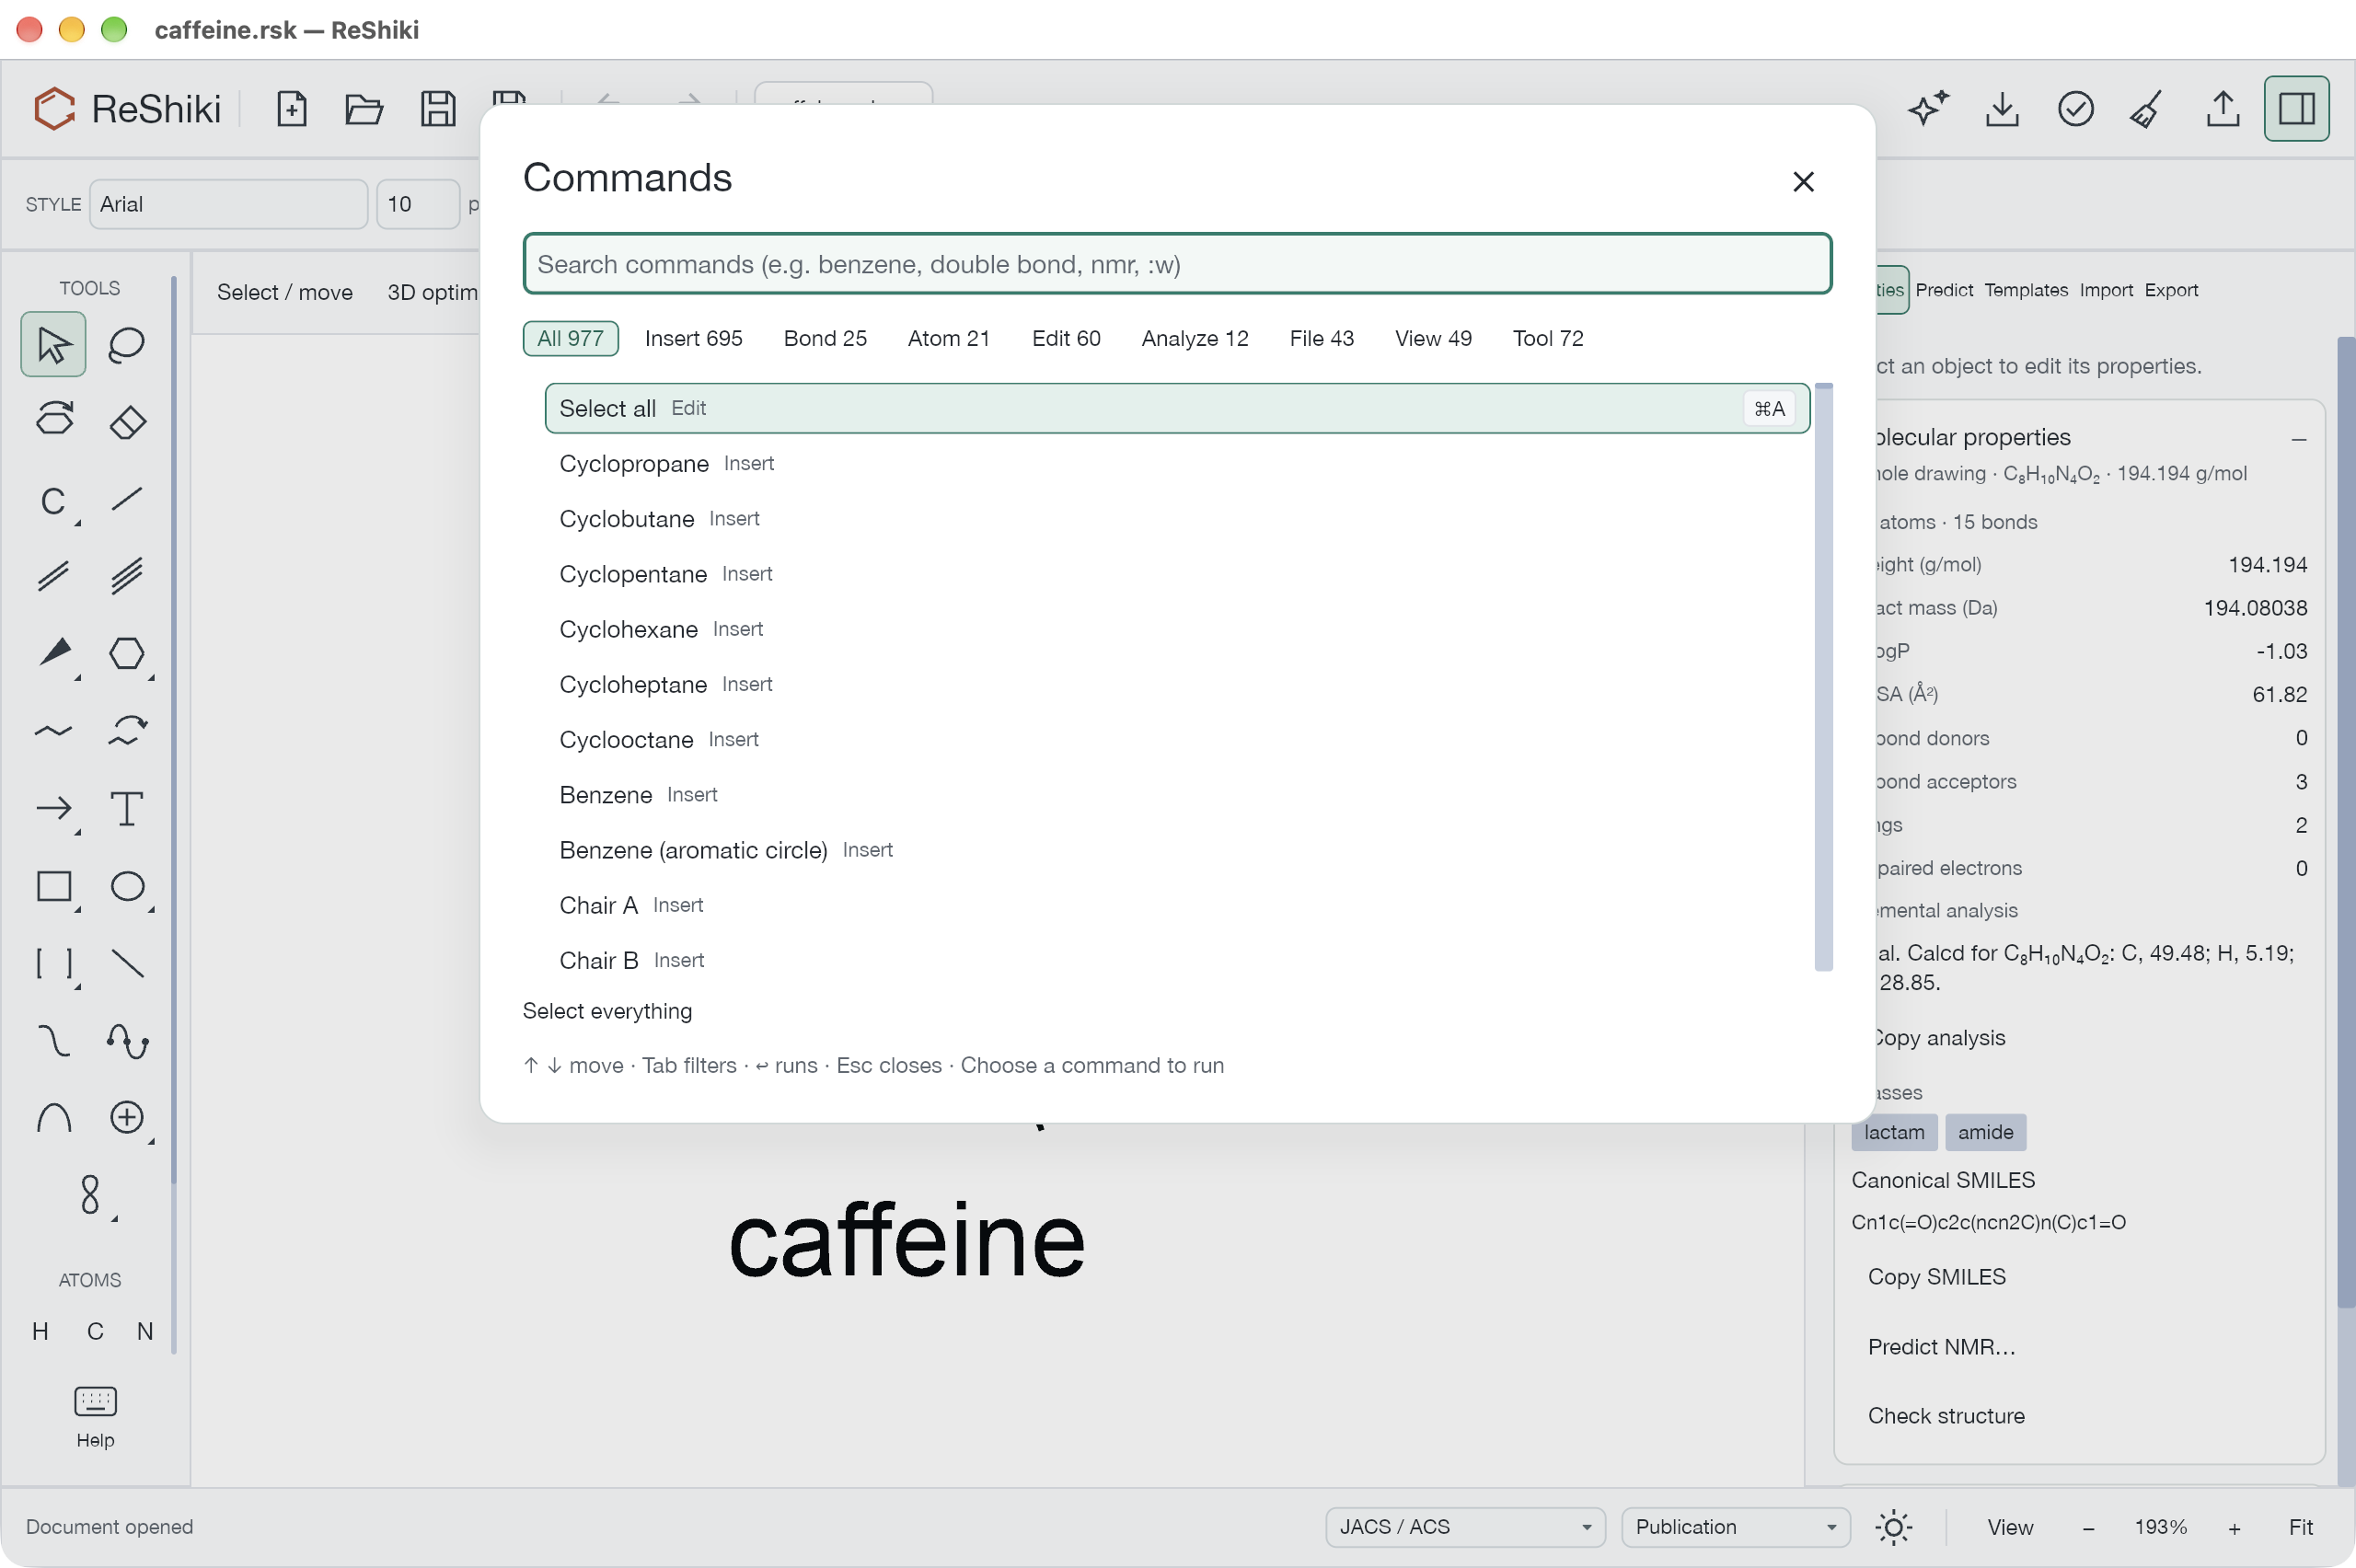 caffeine.rsk — ReShiki
ReShiki
STYLE Arial 10
Commands
Search commands (e.g. benzene, double bond, nmr, :w)
All 977 Insert 695 Bond 25 Atom 21 Edit 60 Analyze 12 File 43 View 49 Tool 72
Select all Edit ⌘A
Cyclopropane Insert
Cyclobutane Insert
Cyclopentane Insert
Cyclohexane Insert
Cycloheptane Insert
Cyclooctane Insert
Benzene Insert
Benzene (aromatic circle) Insert
Chair A Insert
Chair B Insert
Select everything
↑ ↓ move · Tab filters · ↩ runs · Esc closes · Choose a command to run
TOOLS
Select / move 3D optim
C
T
ATOMS
H C N
Help
caffeine
ties Predict Templates Import Export
ct an object to edit its properties.
olecular properties –
ole drawing · C₈H₁₀N₄O₂ · 194.194 g/mol
atoms · 15 bonds
ight (g/mol) 194.194
act mass (Da) 194.08038
ogP -1.03
SA (Å²) 61.82
bond donors 0
bond acceptors 3
ngs 2
paired electrons 0
emental analysis
al. Calcd for C₈H₁₀N₄O₂: C, 49.48; H, 5.19;
28.85.
Copy analysis
asses
lactam amide
Canonical SMILES
Cn1c(=O)c2c(ncn2C)n(C)c1=O
Copy SMILES
Predict NMR...
Check structure
Document opened
JACS / ACS Publication View – 193% + Fit